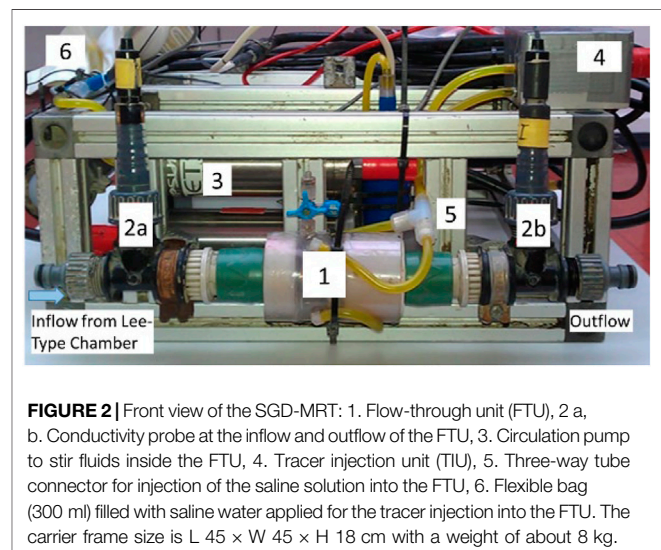 6
4
3
2a
2b
5
1
Inflow from Lee-
Type Chamber
Outflow
I
FIGURE 2 | Front view of the SGD-MRT: 1. Flow-through unit (FTU), 2 a,
b. Conductivity probe at the inflow and outflow of the FTU, 3. Circulation pump
to stir fluids inside the FTU, 4. Tracer injection unit (TIU), 5. Three-way tube
connector for injection of the saline solution into the FTU, 6. Flexible bag
(300 ml) filled with saline water applied for the tracer injection into the FTU. The
carrier frame size is L 45 × W 45 × H 18 cm with a weight of about 8 kg.